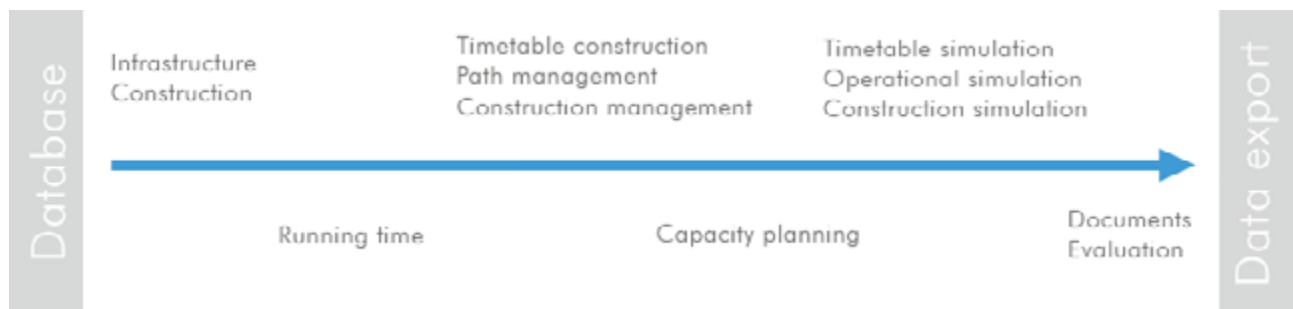 Database
Infrastructure
Construction
Timetable construction
Path management
Construction management
Timetable simulation
Operational simulation
Construction simulation
Running time
Capacity planning
Documents
Evaluation
Data export